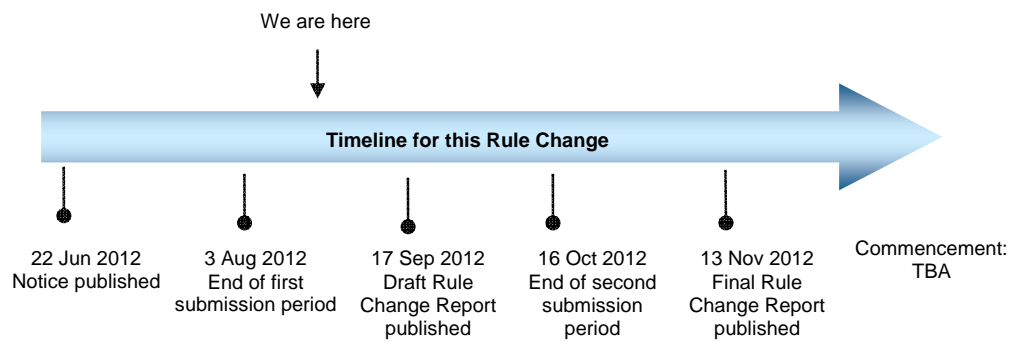 We are here
Timeline for this Rule Change
22 Jun 2012
Notice published
3 Aug 2012
End of first
submission period
17 Sep 2012
Draft Rule
Change Report
published
16 Oct 2012
End of second
submission
period
13 Nov 2012
Final Rule
Change Report
published
Commencement:
TBA